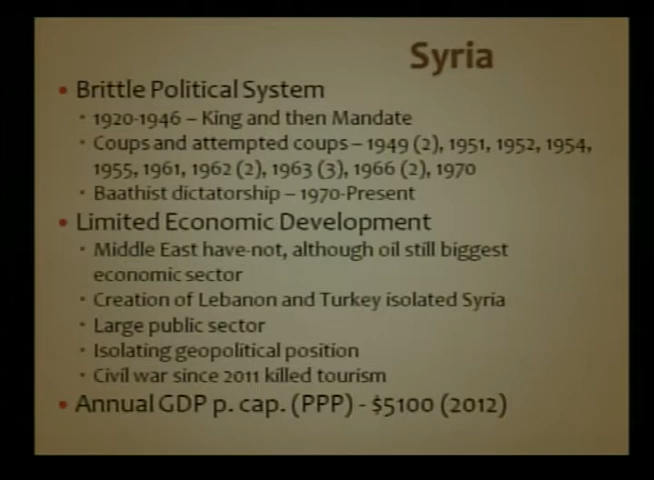 Syria
• Brittle Political System
• 1920-1946 – King and then Mandate
• Coups and attempted coups – 1949 (2), 1951, 1952, 1954,
1955, 1961, 1962 (2), 1963 (3), 1966 (2), 1970
• Baathist dictatorship – 1970-Present
• Limited Economic Development
• Middle East have-not, although oil still biggest
economic sector
• Creation of Lebanon and Turkey isolated Syria
• Large public sector
• Isolating geopolitical position
• Civil war since 2011 killed tourism
• Annual GDP p. cap. (PPP) - $5100 (2012)